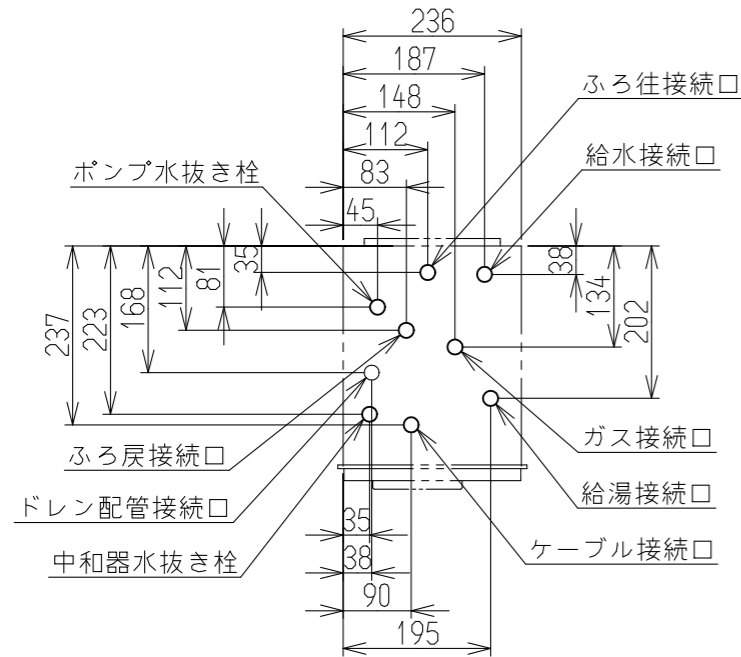 236
187
ふろ往接続口
148
112
給水接続口
ポンプ水抜き栓
83
45
35
38
81
112
134
168
202
223
237
ガス接続口
ふろ戻接続口
給湯接続口
ドレン配管接続口
35
ケーブル接続口
中和器水抜き栓
38
90
195